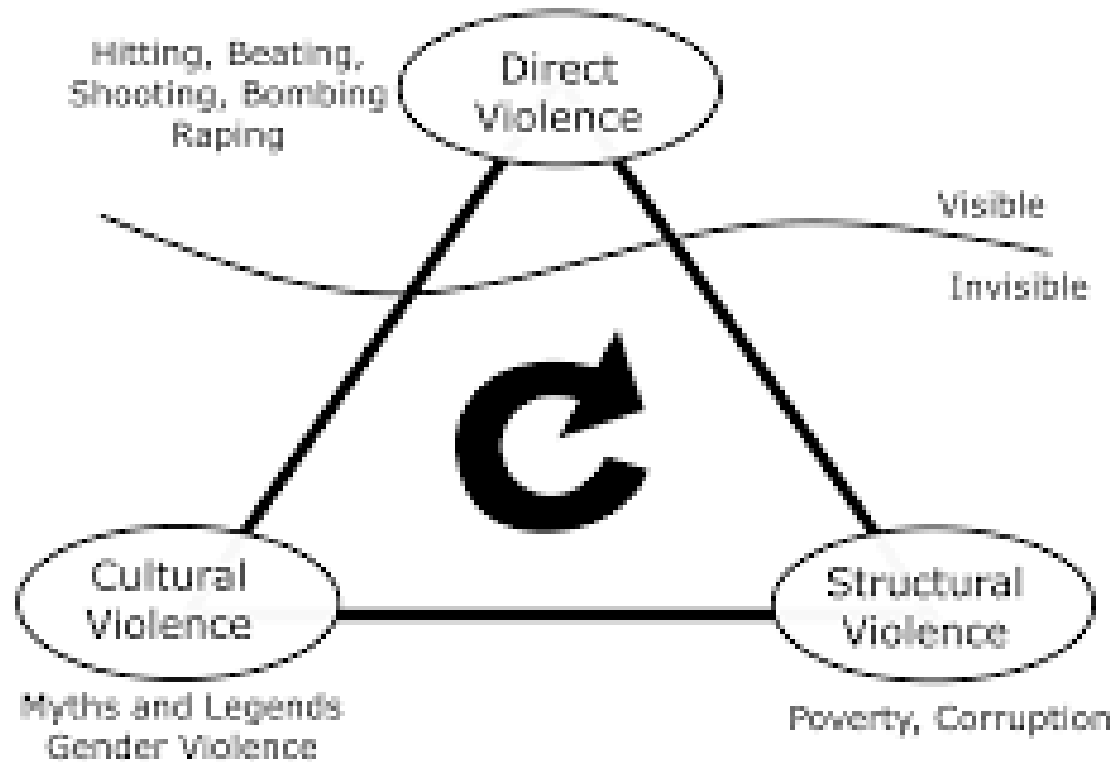 Hitting, Beating,
Shooting, Bombing
Raping
Direct
Violence
Visible
Invisible
Cultural
Violence
Myths and Legends
Gender Violence
Structural
Violence
Poverty, Corruption